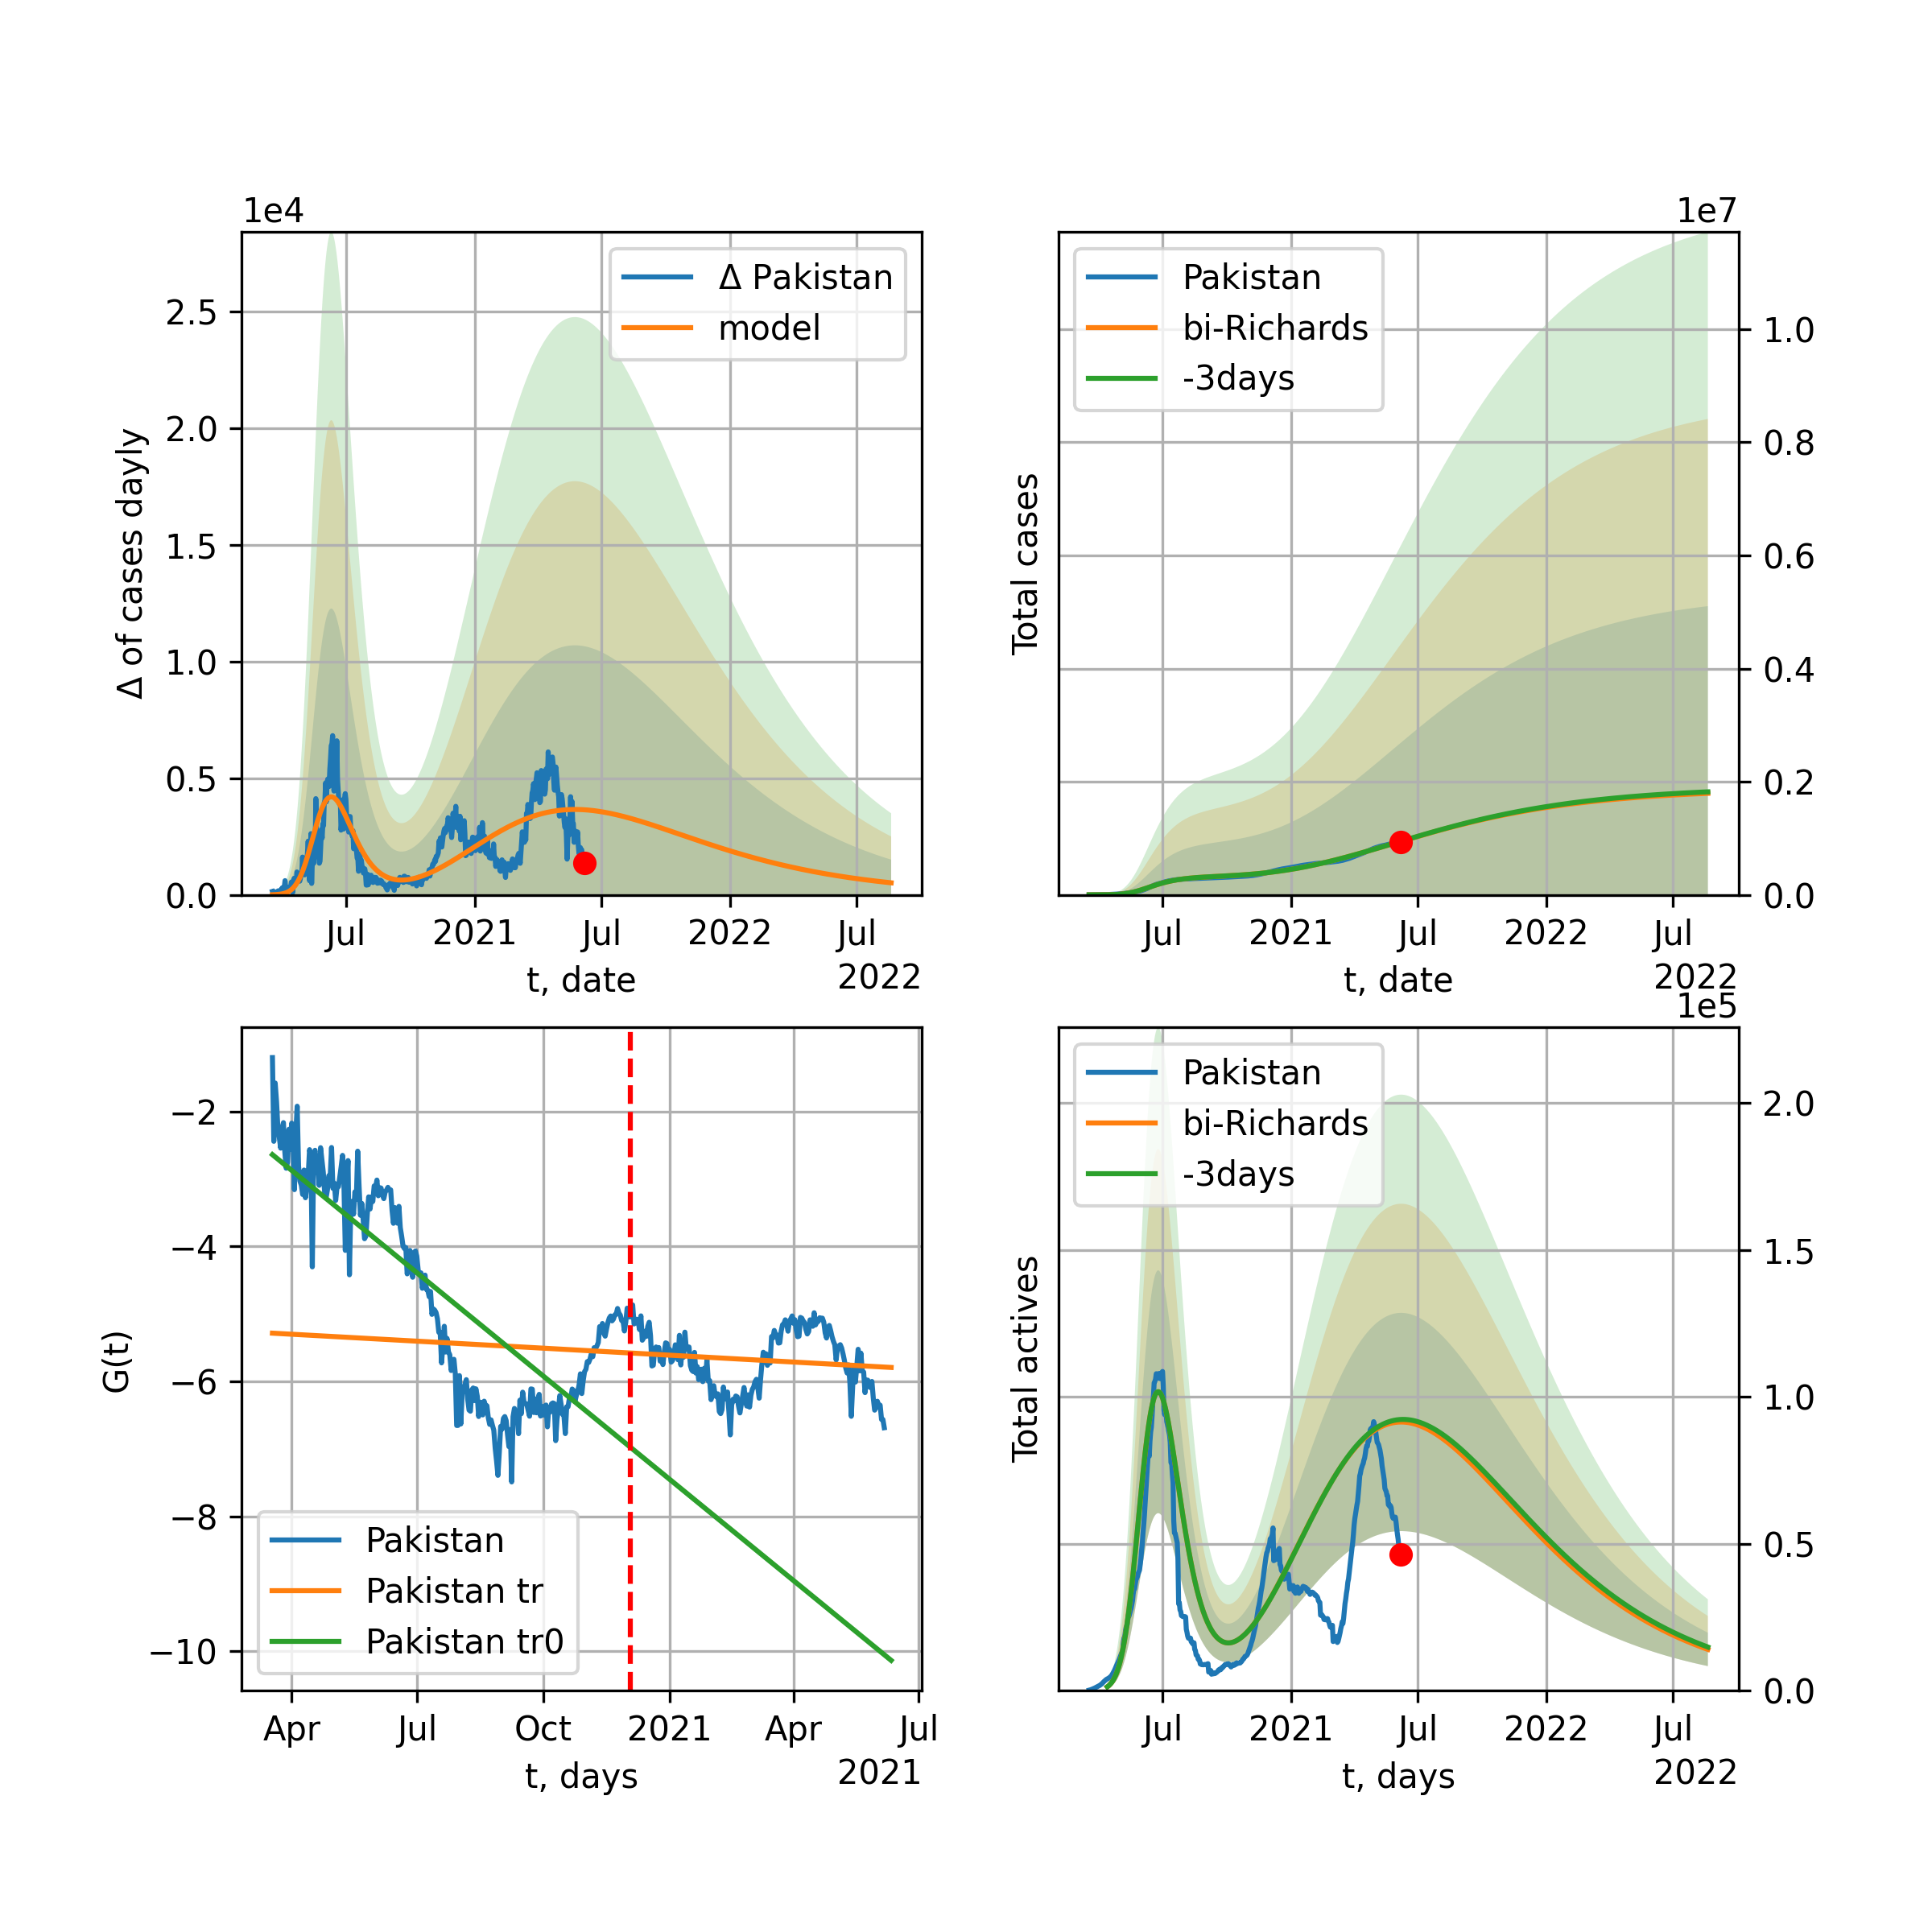 1e4
Δ of cases dayly
2.5
2.0
1.5
1.0
0.5
0.0
Δ Pakistan
model
Jul
2021
Jul
2022
Jul
2022
t, date
1e7
Total cases
Pakistan
bi-Richards
-3days
1.0
0.8
0.6
0.4
0.2
0.0
Jul
2021
Jul
2022
Jul
2022
t, date
G(t)
−2
−4
−6
−8
−10
Pakistan
Pakistan tr
Pakistan tr0
Apr
Jul
Oct
2021
Apr
Jul
2021
t, days
1e5
Total actives
Pakistan
bi-Richards
-3days
2.0
1.5
1.0
0.5
0.0
Jul
2021
Jul
2022
Jul
2022
t, days